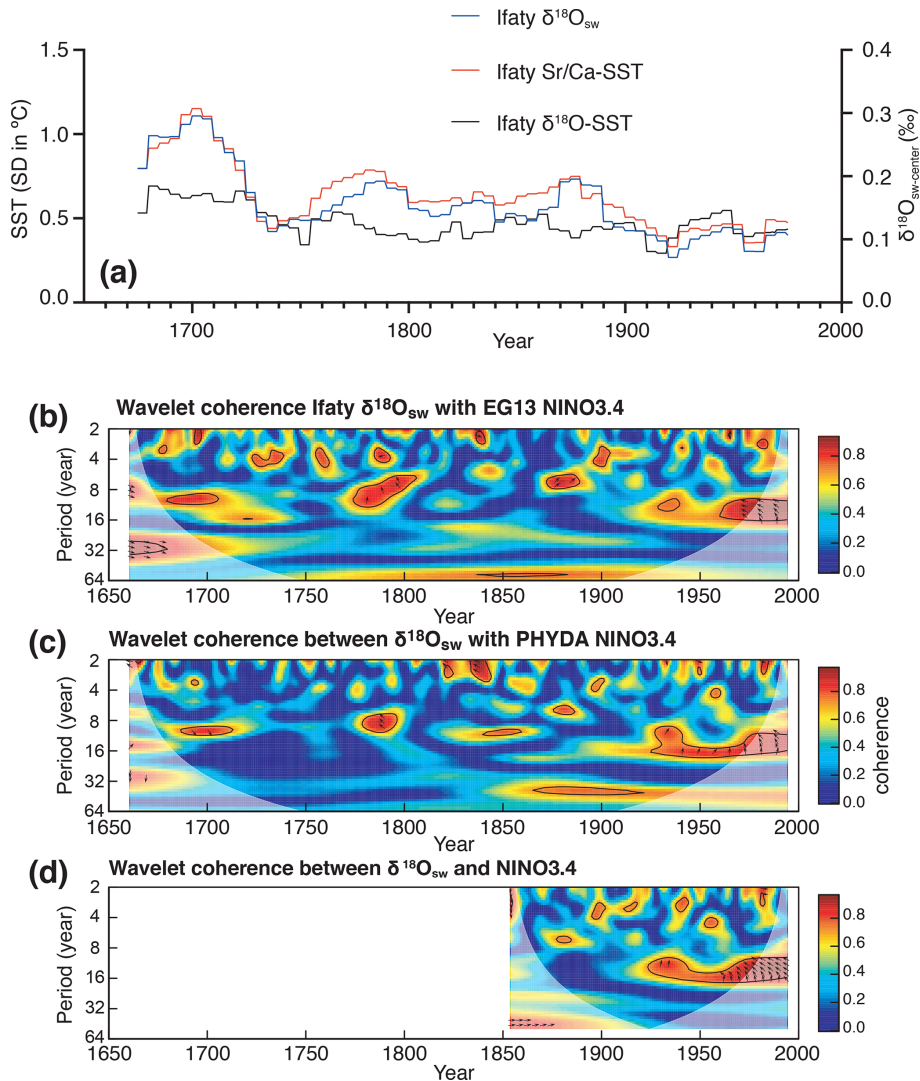 Ifaty δ18Osw
Ifaty Sr/Ca-SST
Ifaty δ18O-SST
1.5
1.0
0.5
0.0
SST (SD in ºC)
0.4
0.3
0.2
0.1
0.0
δ18Osw-center (‰)
(a)
1700 1800 1900 2000
Year
(b) Wavelet coherence Ifaty δ18Osw with EG13 NINO3.4
2
4
8
16
32
64
Period (year)
0.8
0.6
0.4
0.2
0.0
1650 1700 1750 1800 1850 1900 1950 2000
Year
(c) Wavelet coherence between δ18Osw with PHYDA NINO3.4
2
4
8
16
32
64
Period (year)
0.8
0.6
0.4
0.2
0.0
coherence
1650 1700 1750 1800 1850 1900 1950 2000
Year
(d) Wavelet coherence between δ 18Osw and NINO3.4
2
4
8
16
32
64
Period (year)
0.8
0.6
0.4
0.2
0.0
1650 1700 1750 1800 1850 1900 1950 2000
Year